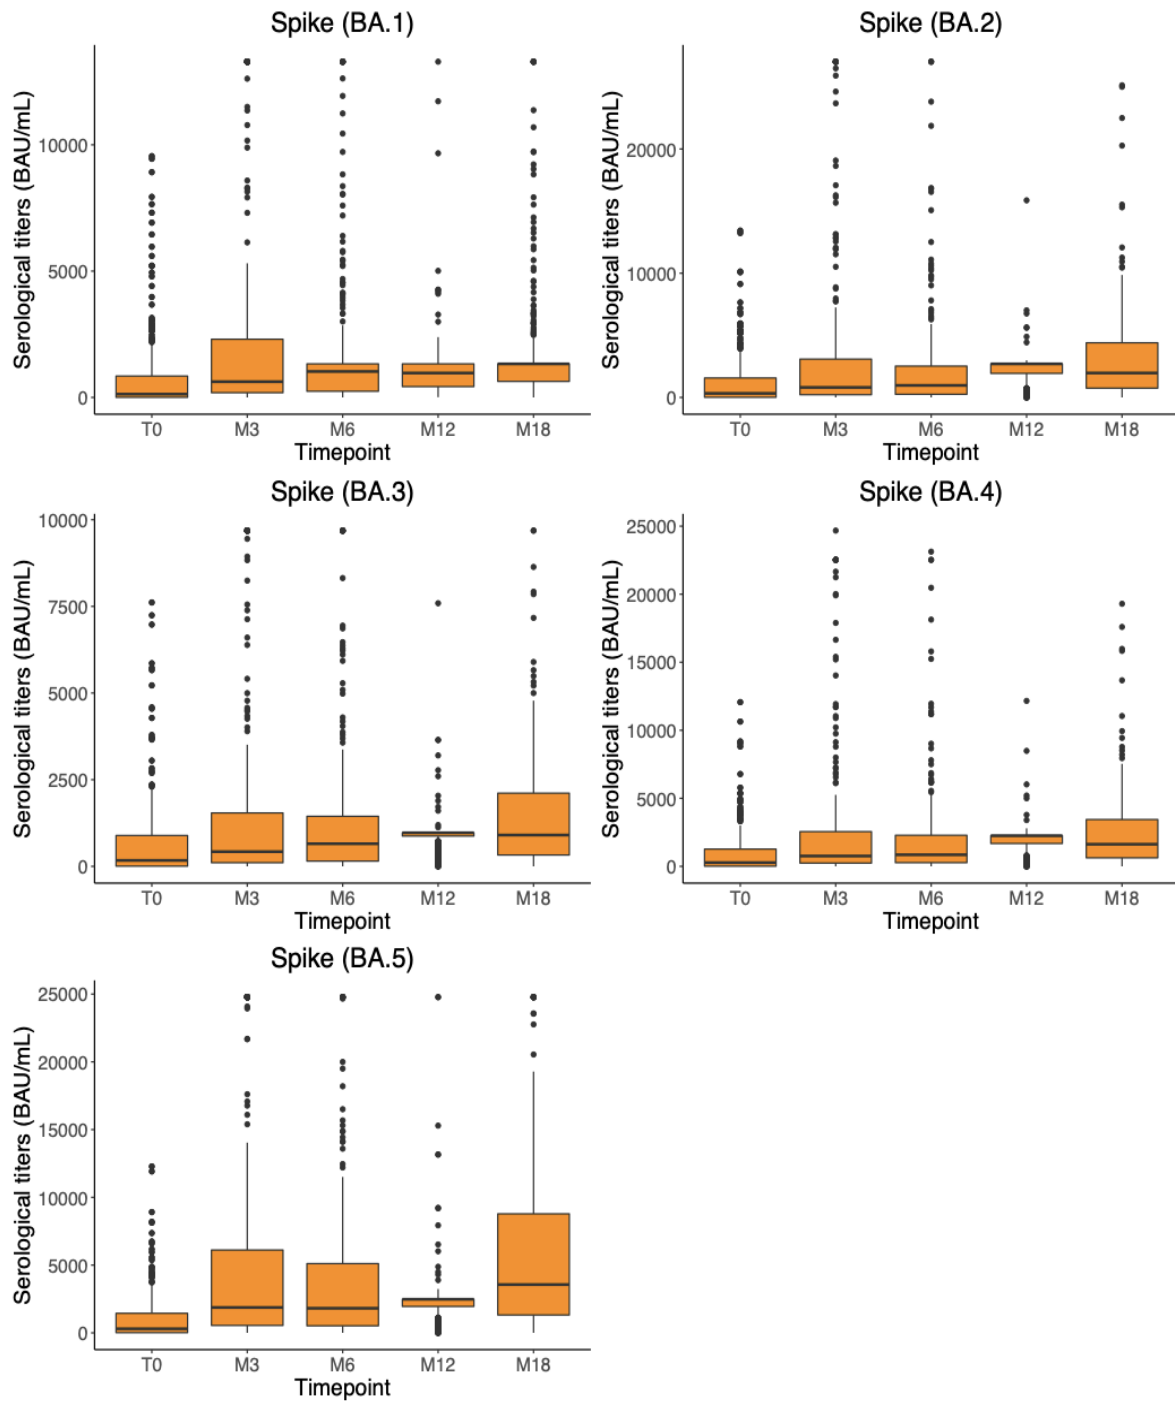 Spike (BA.1)
Serological titers (BAU/mL)
10000
5000
0
T0 M3 M6 M12 M18
Timepoint
Spike (BA.2)
Serological titers (BAU/mL)
20000
10000
0
T0 M3 M6 M12 M18
Timepoint
Spike (BA.3)
Serological titers (BAU/mL)
10000
7500
5000
2500
0
T0 M3 M6 M12 M18
Timepoint
Spike (BA.4)
Serological titers (BAU/mL)
25000
20000
15000
10000
5000
0
T0 M3 M6 M12 M18
Timepoint
Spike (BA.5)
Serological titers (BAU/mL)
25000
20000
15000
10000
5000
0
T0 M3 M6 M12 M18
Timepoint